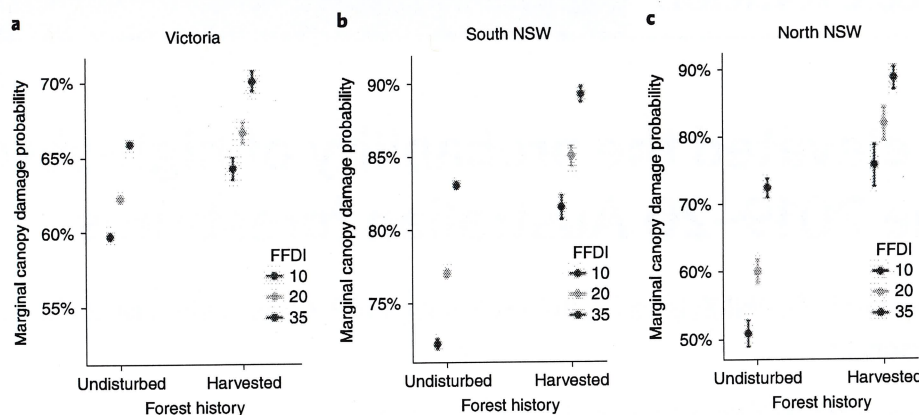 a
Victoria
Marginal canopy damage probability
70%
65%
60%
55%
FFDI
10
20
35
Undisturbed
Harvested
Forest history
b
South NSW
Marginal canopy damage probability
90%
85%
80%
75%
FFDI
10
20
35
Undisturbed
Harvested
Forest history
c
North NSW
Marginal canopy damage probability
90%
80%
70%
60%
50%
FFDI
10
20
35
Undisturbed
Harvested
Forest history